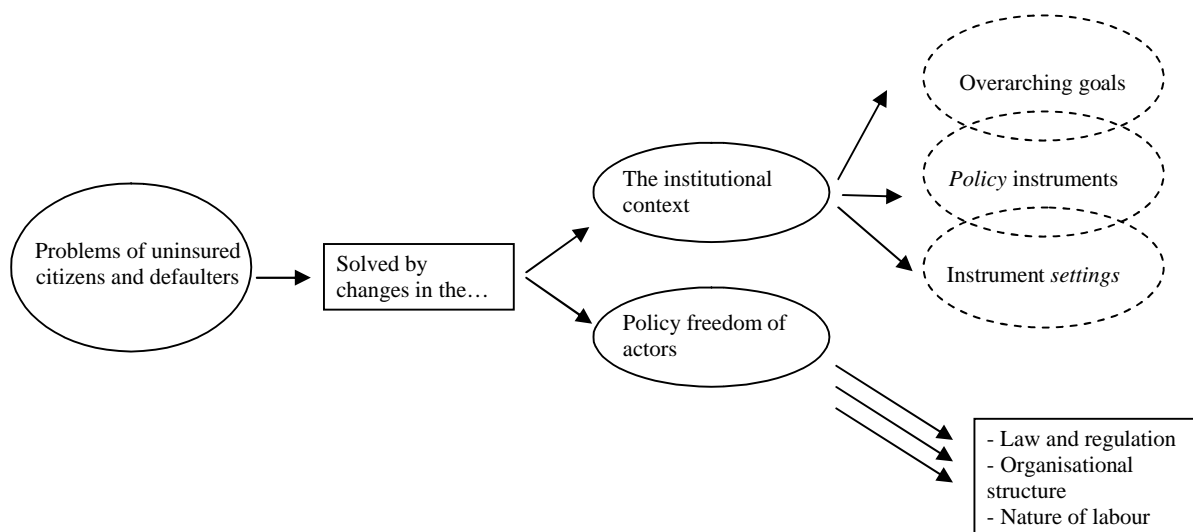 Problems of uninsured
citizens and defaulters
Solved by
changes in the…
The institutional
context
Policy freedom of
actors
Overarching goals
Policy instruments
Instrument settings
- Law and regulation
- Organisational
structure
- Nature of labour